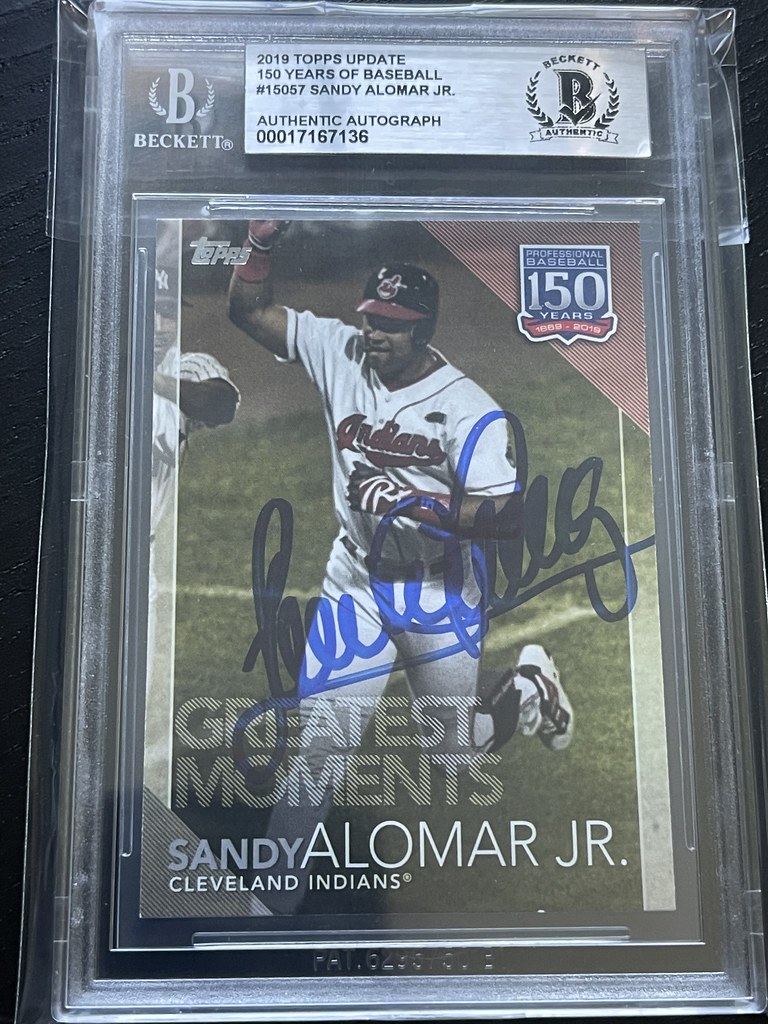 2019 TOPPS UPDATE
150 YEARS OF BASEBALL
#15057 SANDY ALOMAR JR.
AUTHENTIC AUTOGRAPH
00017167136
B
BECKETT®
BECKETT
B
AUTHENTIC
Topps
PROFESSIONAL
BASEBALL
150
YEARS
1869 - 2019
NY
Indians
GREATEST
MOMENTS
SANDY ALOMAR JR.
CLEVELAND INDIANS®